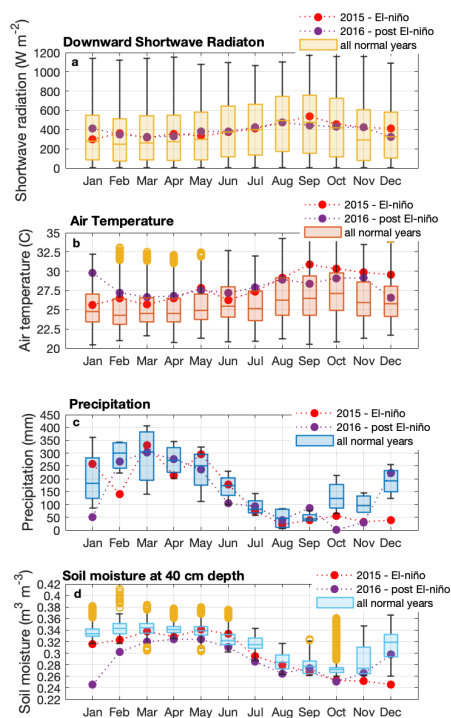 2015 - El-niño
2016 - post El-niño
all normal years
Downward Shortwave Radiaton
a
Shortwave radiation (W m-2)
1200
1000
800
600
400
200
0
Jan Feb Mar Apr May Jun Jul Aug Sep Oct Nov Dec
2015 - El-niño
2016 - post El-niño
all normal years
Air Temperature
b
Air temperature (C)
35
32.5
30
27.5
25
22.5
20
Jan Feb Mar Apr May Jun Jul Aug Sep Oct Nov Dec
Precipitation
c
2015 - El-niño
2016 - post El-niño
all normal years
Precipitation (mm)
450
400
350
300
250
200
150
100
50
0
Jan Feb Mar Apr May Jun Jul Aug Sep Oct Nov Dec
2015 - El-niño
2016 - post El-niño
all normal years
Soil moisture at 40 cm depth
d
Soil moisture (m3 m-3)
0.42
0.4
0.38
0.36
0.34
0.32
0.3
0.28
0.26
0.24
0.22
Jan Feb Mar Apr May Jun Jul Aug Sep Oct Nov Dec